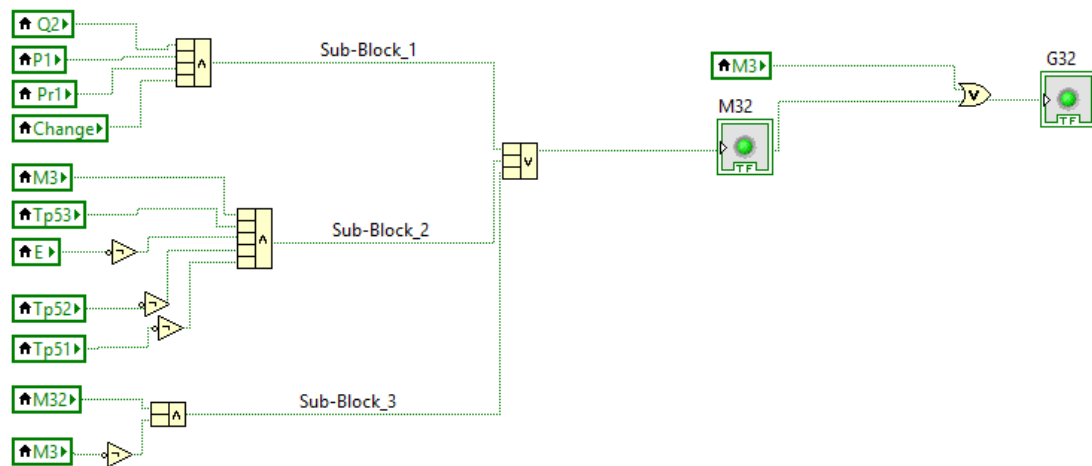 Q2
P1
Pr1
Change
Sub-Block_1
M3
Tp53
E
Tp52
Tp51
Sub-Block_2
M32
M3
Sub-Block_3
M3
M32
TF
G32
TF